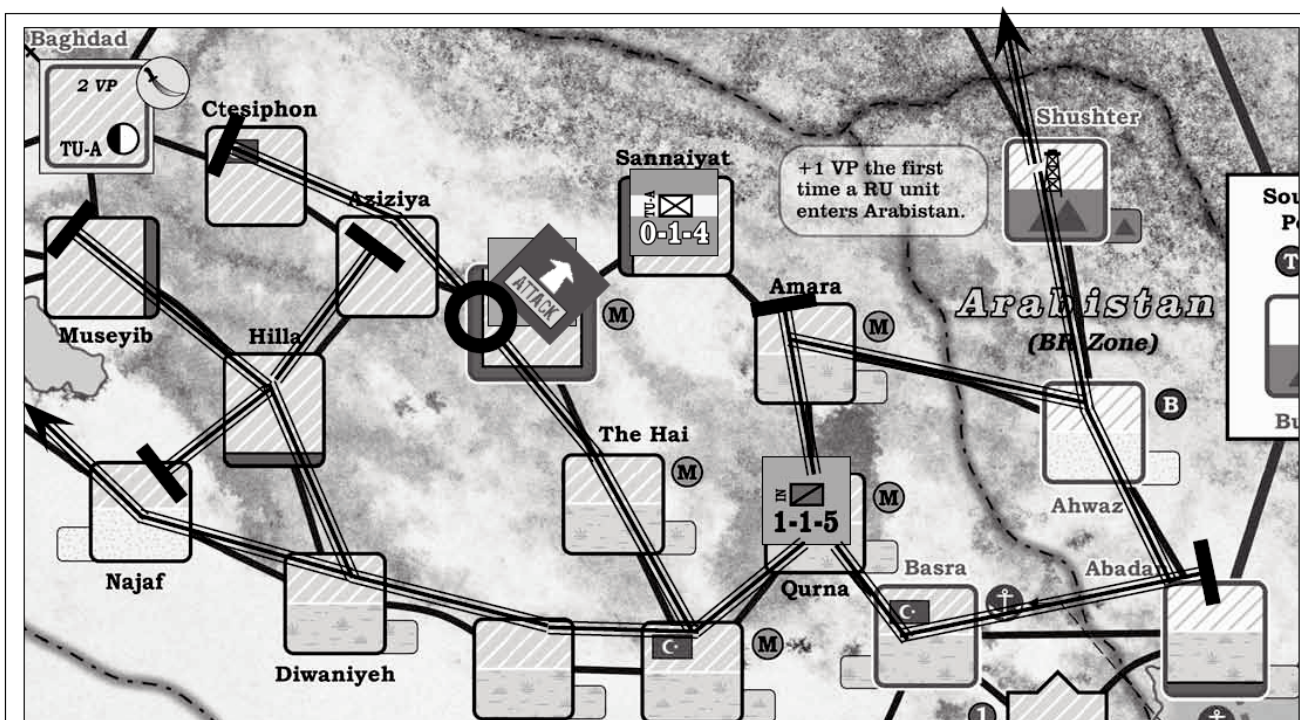 Baghdad
2 VP
TU-A
Ctesiphon
Sannaiyat
TU-A
0-1-4
+1 VP the first
time a RU unit
enters Arabistan.
Shushter
Aziziya
ATTACK
M
Amara
M
Arabistan
(BR Zone)
Museyib
Hilla
B
The Hai
M
IN
1-1-5
M
Ahwaz
Najaf
Qurna
Basra
Diwaniyeh
M
1